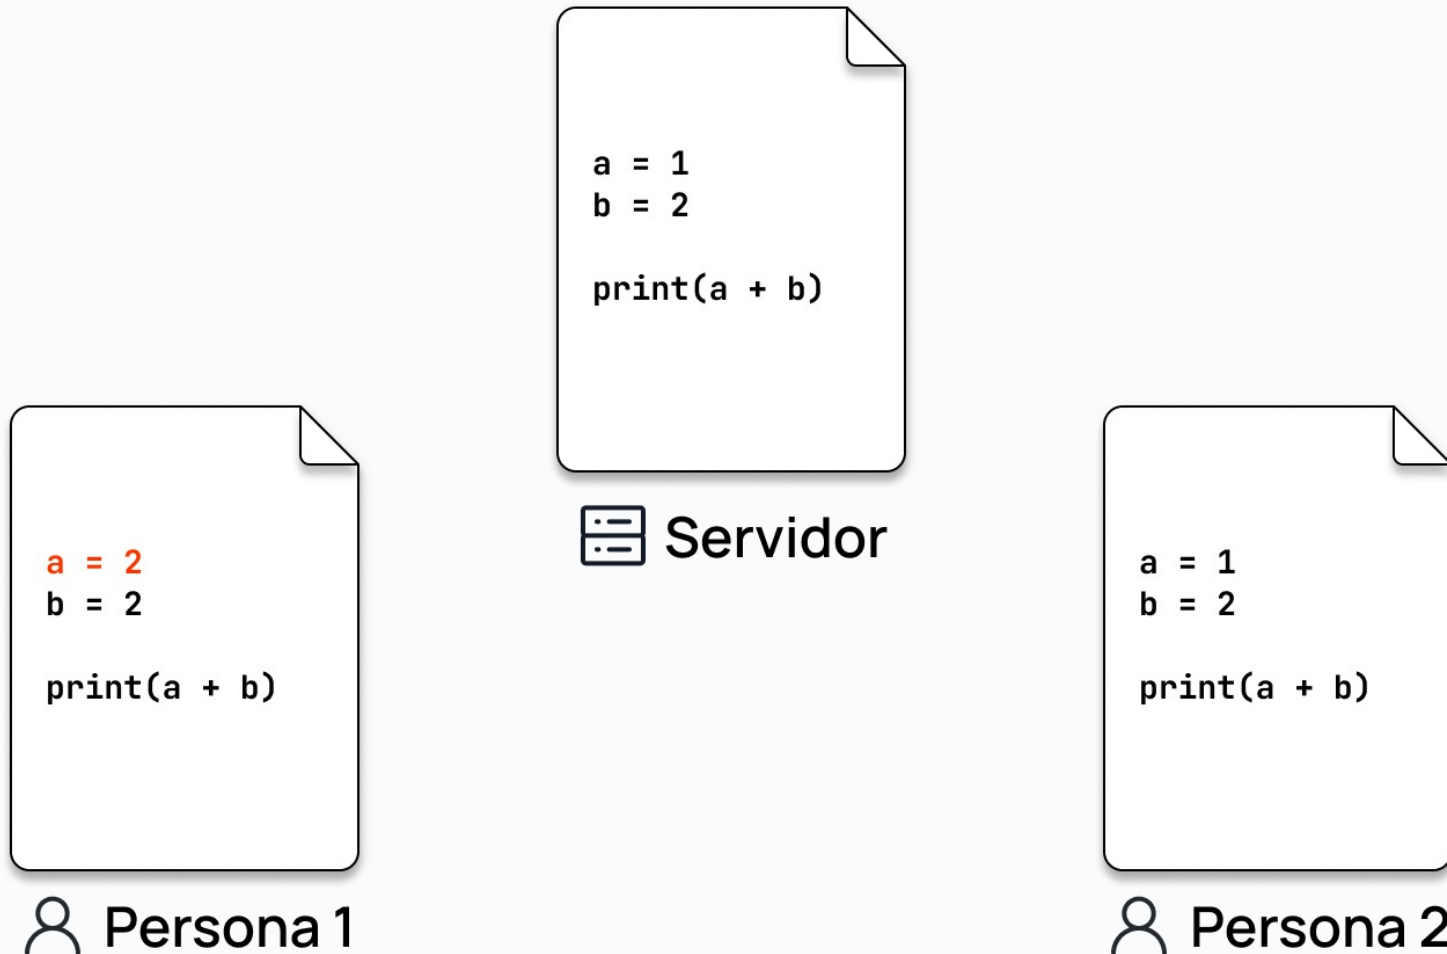 a = 1
b = 2
print(a + b)
Servidor
a = 2
b = 2
print(a + b)
Persona 1
a = 1
b = 2
print(a + b)
Persona 2